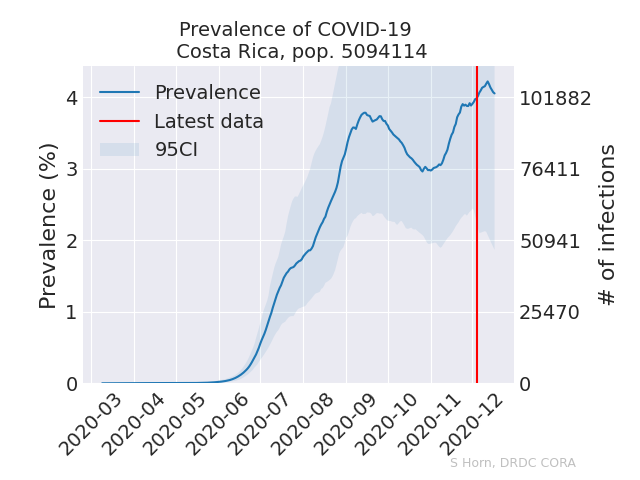 Prevalence of COVID-19
Costa Rica, pop. 5094114
Prevalence
Latest data
95CI
Prevalence (%)
4
3
2
1
0
101882
76411
50941
25470
0
# of infections
2020-03
2020-04
2020-05
2020-06
2020-07
2020-08
2020-09
2020-10
2020-11
2020-12
S Horn, DRDC CORA